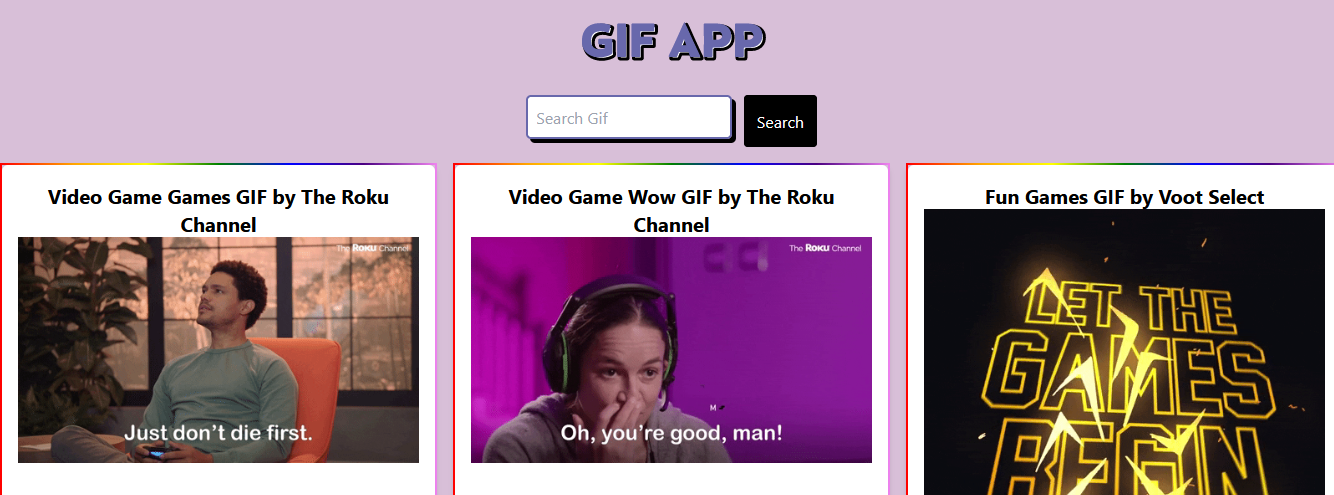 GIF APP
Search Gif
Search
Video Game Games GIF by The Roku
Channel
The Roku Channel
Just don't die first.
Video Game Wow GIF by The Roku
Channel
The Roku Channel
Oh, you're good, man!
Fun Games GIF by Voot Select
LET THE
GAMES
BEGIN